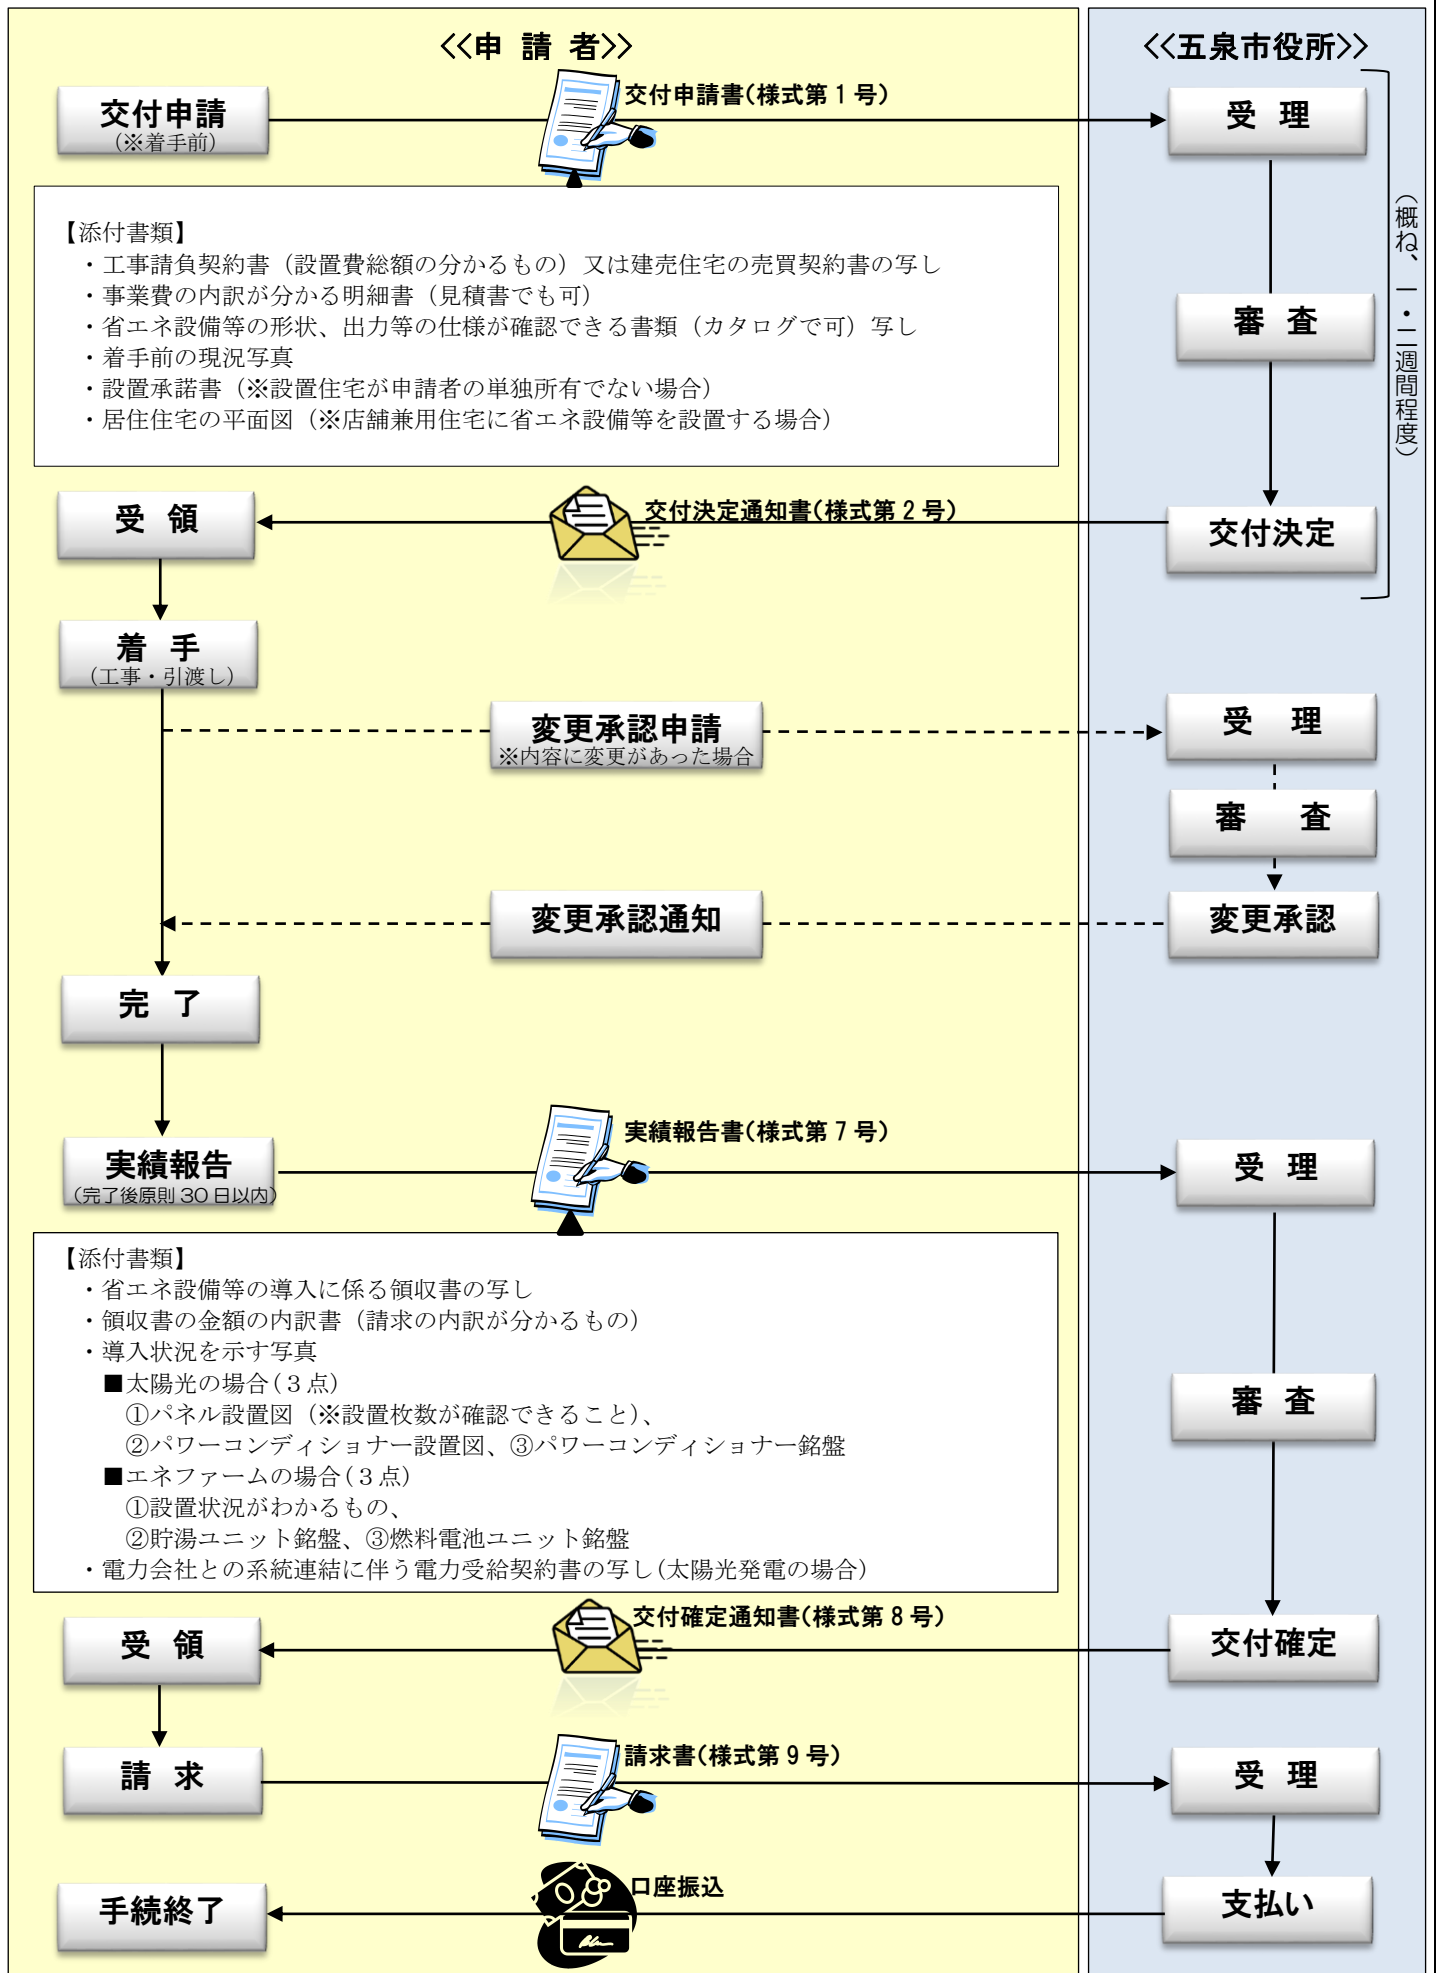 <<申 請 者>>
<<五泉市役所>>
交付申請
(※着手前)
交付申請書(様式第1号)
受 理
(概ね、一・二週間程度)
【添付書類】
・工事請負契約書(設置費総額の分かるもの)又は建売住宅の売買契約書の写し
・事業費の内訳が分かる明細書(見積書でも可)
・省エネ設備等の形状、出力等の仕様が確認できる書類(カタログで可)写し
・着手前の現況写真
・設置承諾書(※設置住宅が申請者の単独所有でない場合)
・居住住宅の平面図(※店舗兼用住宅に省エネ設備等を設置する場合)
審 査
受 領
交付決定通知書(様式第2号)
交付決定
着 手
(工事・引渡し)
変更承認申請
※内容に変更があった場合
受 理
審 査
変更承認通知
変更承認
完 了
実績報告
(完了後原則30日以内)
実績報告書(様式第7号)
受 理
【添付書類】
・省エネ設備等の導入に係る領収書の写し
・領収書の金額の内訳書(請求の内訳が分かるもの)
・導入状況を示す写真
■太陽光の場合(3点)
①パネル設置図(※設置枚数が確認できること)、
②パワーコンディショナー設置図、③パワーコンディショナー銘盤
■エネファームの場合(3点)
①設置状況がわかるもの、
②貯湯ユニット銘盤、③燃料電池ユニット銘盤
・電力会社との系統連結に伴う電力受給契約書の写し(太陽光発電の場合)
審 査
受 領
交付確定通知書(様式第8号)
交付確定
請 求
請求書(様式第9号)
受 理
手続終了
口座振込
支払い